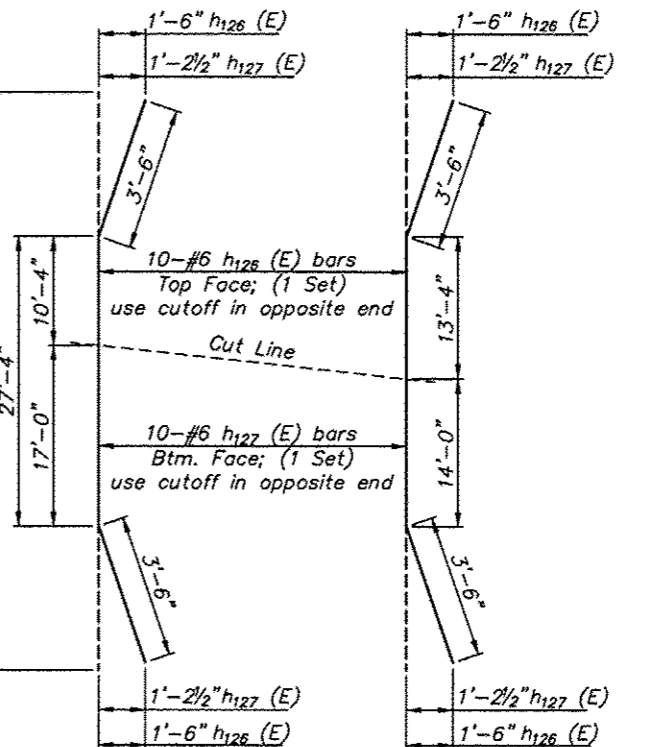 1'-6" h126 (E)
1'-6" h126 (E)
1'-2½" h127 (E)
1'-2½" h127 (E)
3'-6"
3'-6"
10-#6 h126 (E) bars
Top Face; (1 Set)
use cutoff in opposite end
10'-4"
13'-4"
Cut Line
27'-4"
17'-0"
10-#6 h127 (E) bars
Btm. Face; (1 Set)
use cutoff in opposite end
14'-0"
3'-6"
3'-6"
1'-2½" h127 (E)
1'-2½" h127 (E)
1'-6" h126 (E)
1'-6" h126 (E)